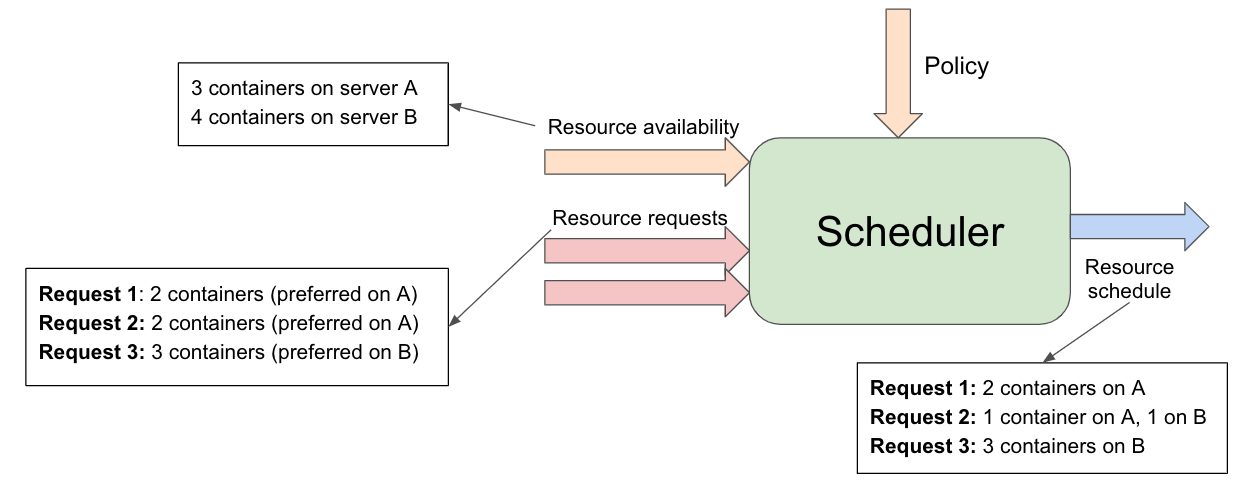 Policy
3 containers on server A
4 containers on server B
Resource availability
Resource requests
Scheduler
Request 1: 2 containers (preferred on A)
Request 2: 2 containers (preferred on A)
Request 3: 3 containers (preferred on B)
Resource
schedule
Request 1: 2 containers on A
Request 2: 1 container on A, 1 on B
Request 3: 3 containers on B